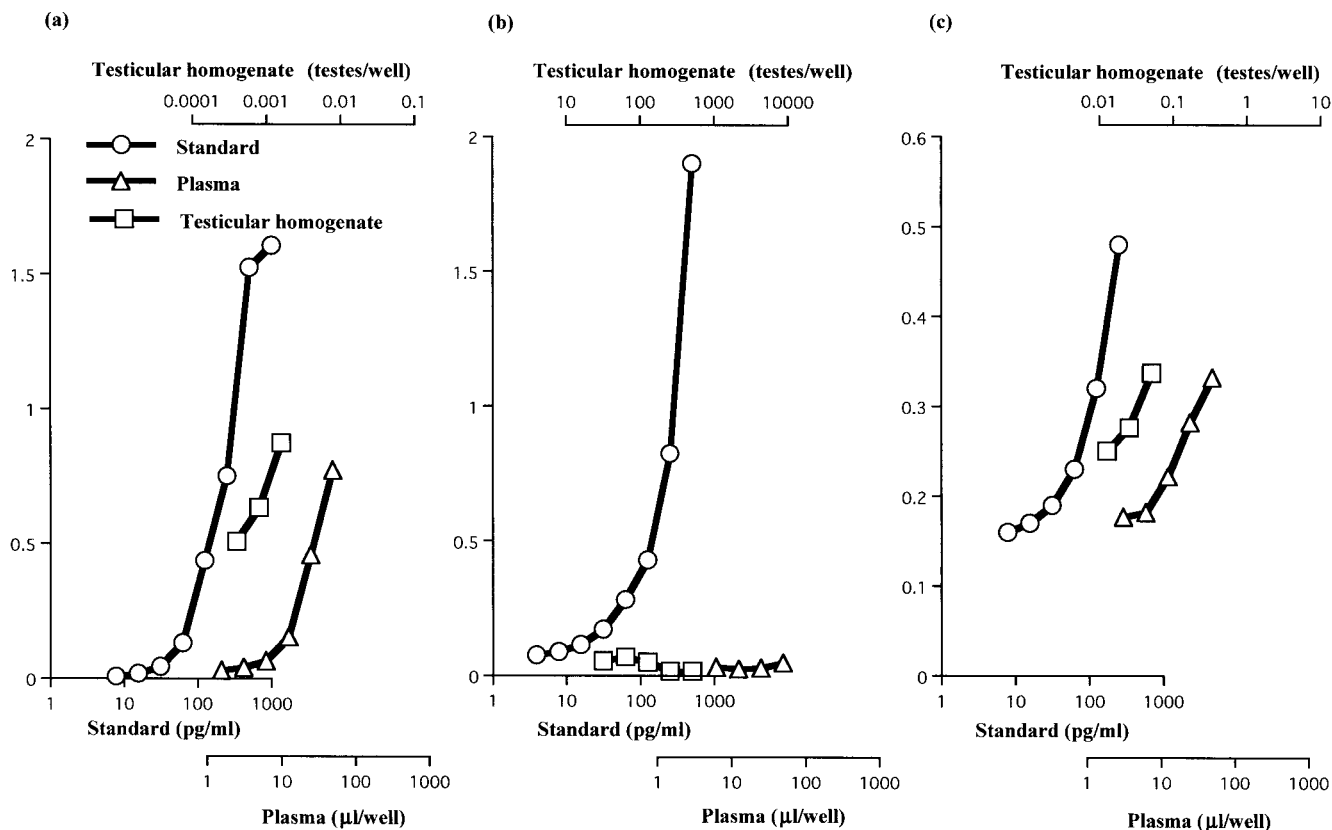 (a)
Testicular homogenate (testes/well)
0.0001 0.001 0.01 0.1
2
1.5
1
0.5
0
Standard
Plasma
Testicular homogenate
1 10 100 1000
Standard (pg/ml)
1 10 100 1000
Plasma (μl/well)
(b)
Testicular homogenate (testes/well)
10 100 1000 10000
2
1.5
1
0.5
0
1 10 100 1000
Standard (pg/ml)
1 10 100 1000
Plasma (μl/well)
(c)
Testicular homogenate (testes/well)
0.01 0.1 1 10
0.6
0.5
0.4
0.3
0.2
0.1
0
1 10 100 1000
Standard (pg/ml)
1 10 100 1000
Plasma (μl/well)